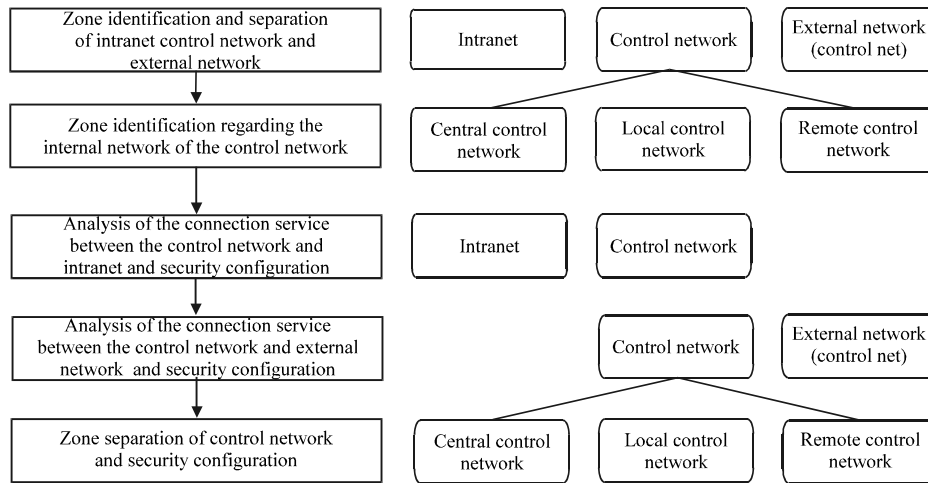 Zone identification and separation
of intranet control network and
external network
Intranet
Control network
External network
(control net)
Zone identification regarding the
internal network of the control network
Central control
network
Local control
network
Remote control
network
Analysis of the connection service
between the control network and
intranet and security configuration
Intranet
Control network
Analysis of the connection service
between the control network and external
network and security configuration
Control network
External network
(control net)
Zone separation of control network
and security configuration
Central control
network
Local control
network
Remote control
network